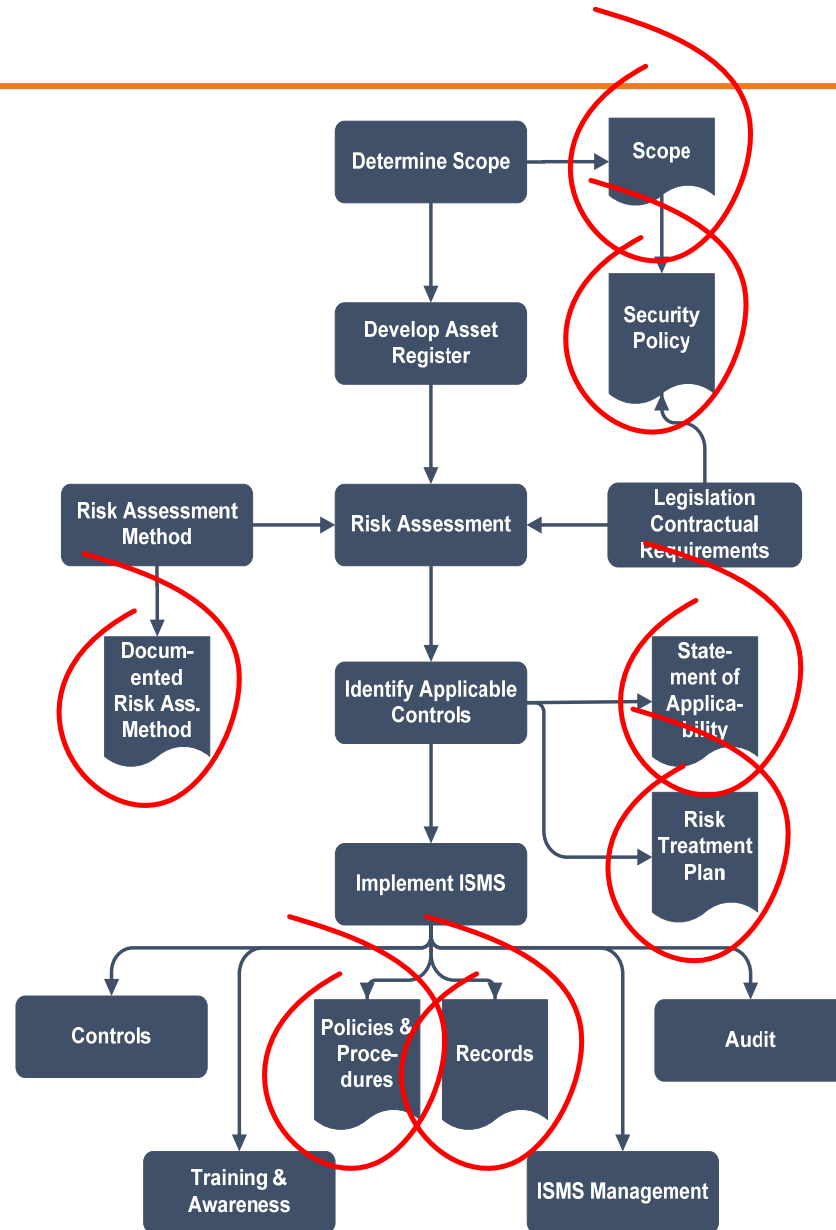 Determine Scope
Scope
Develop Asset
Register
Security
Policy
Risk Assessment
Method
Risk Assessment
Legislation
Contractual
Requirements
Docum-
ented
Risk Ass.
Method
Identify Applicable
Controls
State-
ment of
Applica-
bility
Risk
Treatment
Plan
Implement ISMS
Controls
Policies &
Proce-
dures
Records
Audit
Training &
Awareness
ISMS Management